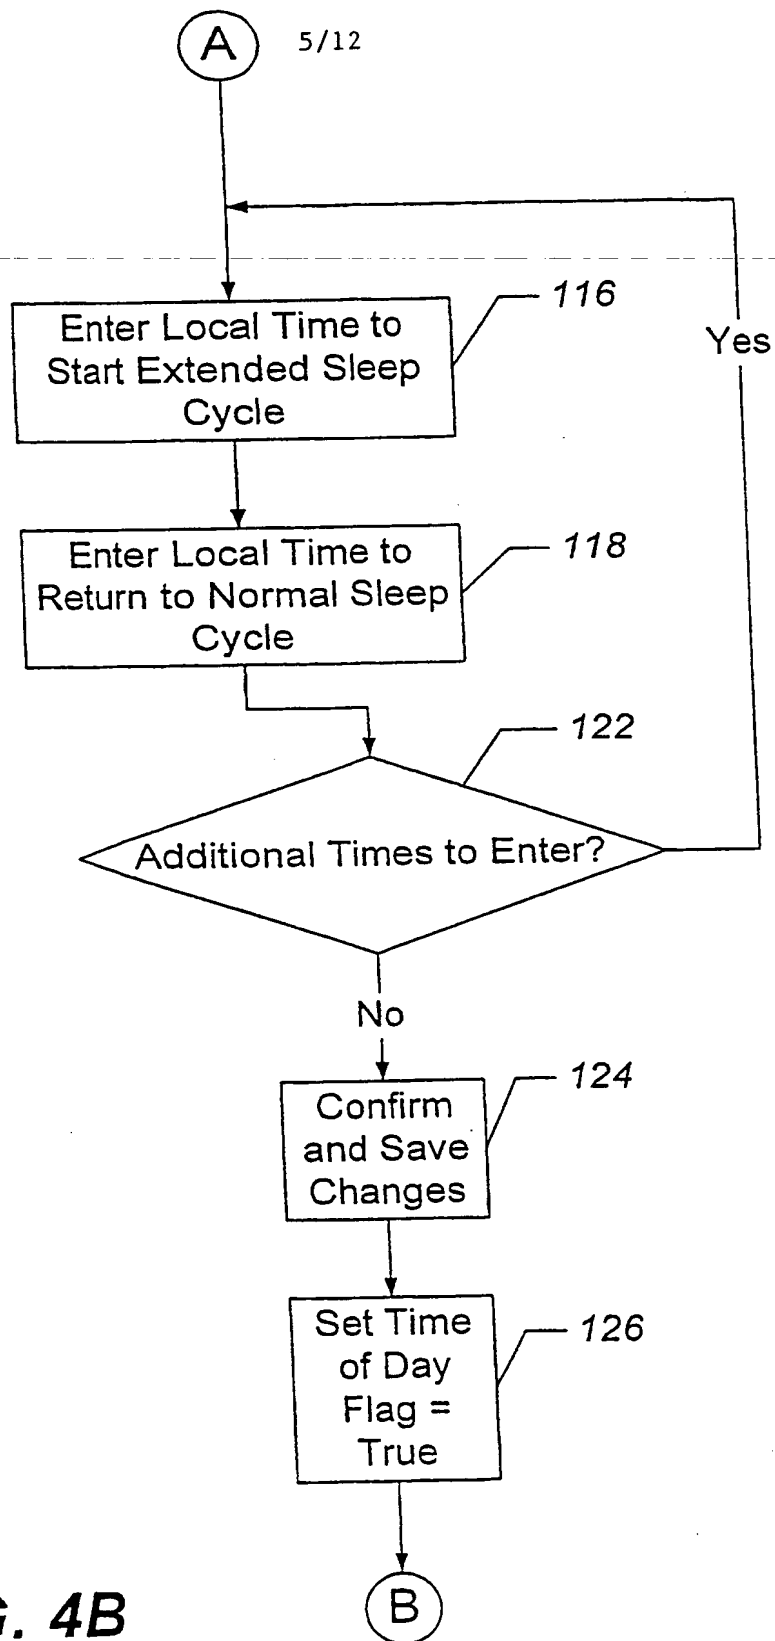 A
5/12
Enter Local Time to
Start Extended Sleep
Cycle
116
Yes
Enter Local Time to
Return to Normal Sleep
Cycle
118
122
Additional Times to Enter?
No
Confirm
and Save
Changes
124
Set Time
of Day
Flag =
True
126
B
G. 4B